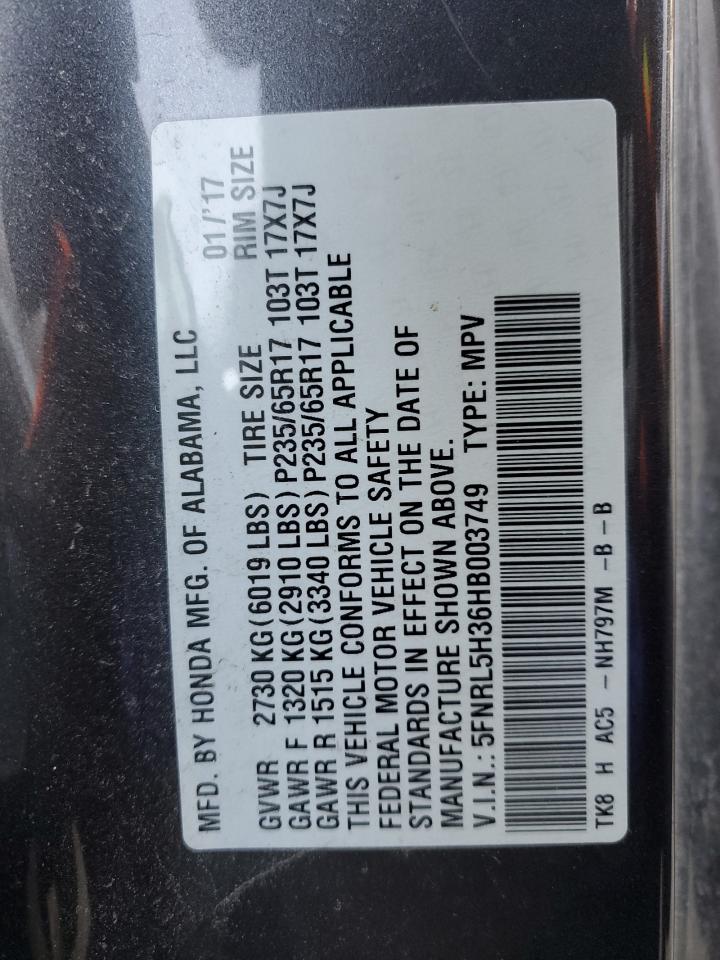 MFD. BY HONDA MFG. OF ALABAMA, LLC 01/'17
GVWR 2730 KG(6019 LBS) TIRE SIZE RIM SIZE
GAWR F 1320 KG(2910 LBS)P235/65R17 103T 17X7J
GAWR R 1515 KG(3340 LBS)P235/65R17 103T 17X7J
THIS VEHICLE CONFORMS TO ALL APPLICABLE
FEDERAL MOTOR VEHICLE SAFETY
STANDARDS IN EFFECT ON THE DATE OF
MANUFACTURE SHOWN ABOVE.
V.I.N.: 5FNRL5H36HB003749 TYPE: MPV
TK8 H AC5 -NH797M -B-B